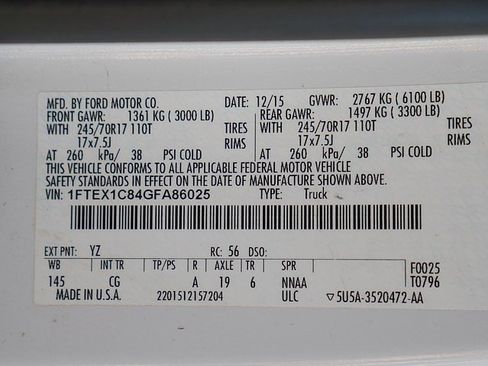 MFD. BY FORD MOTOR CO. DATE: 12/15 GVWR: 2767 KG ( 6100 LB)
FRONT GAWR: 1361 KG ( 3000 LB) REAR GAWR: 1497 KG ( 3300 LB)
WITH 245/70R17 110T TIRES WITH 245/70R17 110T TIRES
17x7.5J RIMS 17x7.5J RIMS
AT 260 kPa/ 38 PSI COLD AT 260 kPa/ 38 PSI COLD
THIS VEHICLE CONFORMS TO ALL APPLICABLE FEDERAL MOTOR VEHICLE
SAFETY STANDARDS IN EFFECT ON THE DATE OF MANUFACTURE SHOWN ABOVE.
VIN: 1FTEX1C84GFA86025 TYPE: Truck
EXT PNT: YZ RC: 56 DSO: F0025
WB INT TR TP/PS R AXLE TR SPR T0796
145 CG A 19 6 NNAA
MADE IN U.S.A. 2201512157204 ULC ▽5U5A-3520472-AA